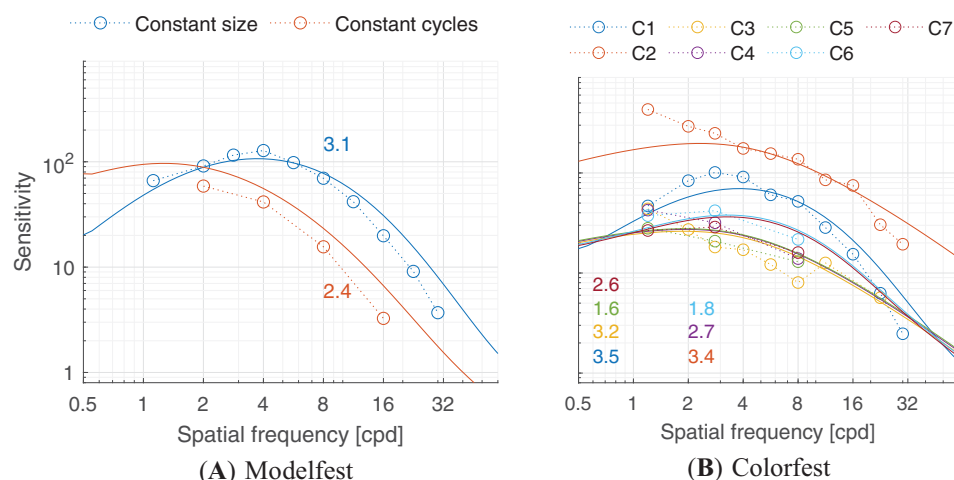 Constant size Constant cycles
Sensitivity
10²
10
1
3.1
2.4
0.5 1 2 4 8 16 32
Spatial frequency [cpd]
(A) Modelfest
C1 C3 C5 C7
C2 C4 C6
2.6
1.6 1.8
3.2 2.7
3.5 3.4
0.5 1 2 4 8 16 32
Spatial frequency [cpd]
(B) Colorfest